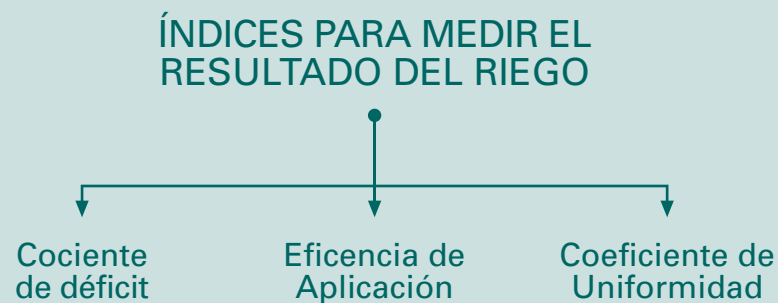 ÍNDICES PARA MEDIR EL
RESULTADO DEL RIEGO
Cociente
de déficit
Eficencia de
Aplicación
Coeficiente de
Uniformidad